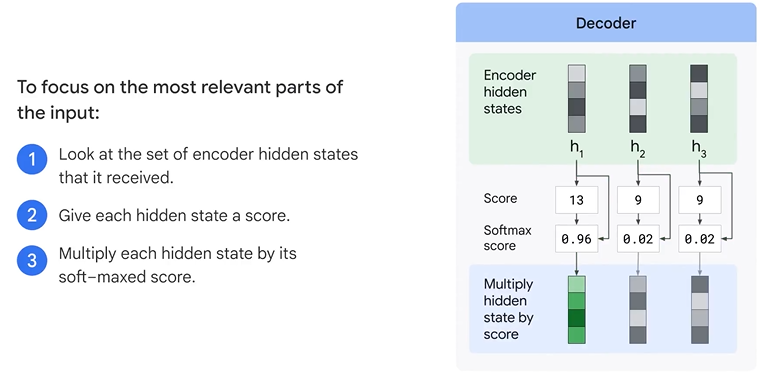 To focus on the most relevant parts of
the input:
1 Look at the set of encoder hidden states
that it received.
2 Give each hidden state a score.
3 Multiply each hidden state by its
soft-maxed score.
Decoder
Encoder
hidden
states
h1 h2 h3
Score 13 9 9
Softmax
score 0.96 0.02 0.02
Multiply
hidden
state by
score